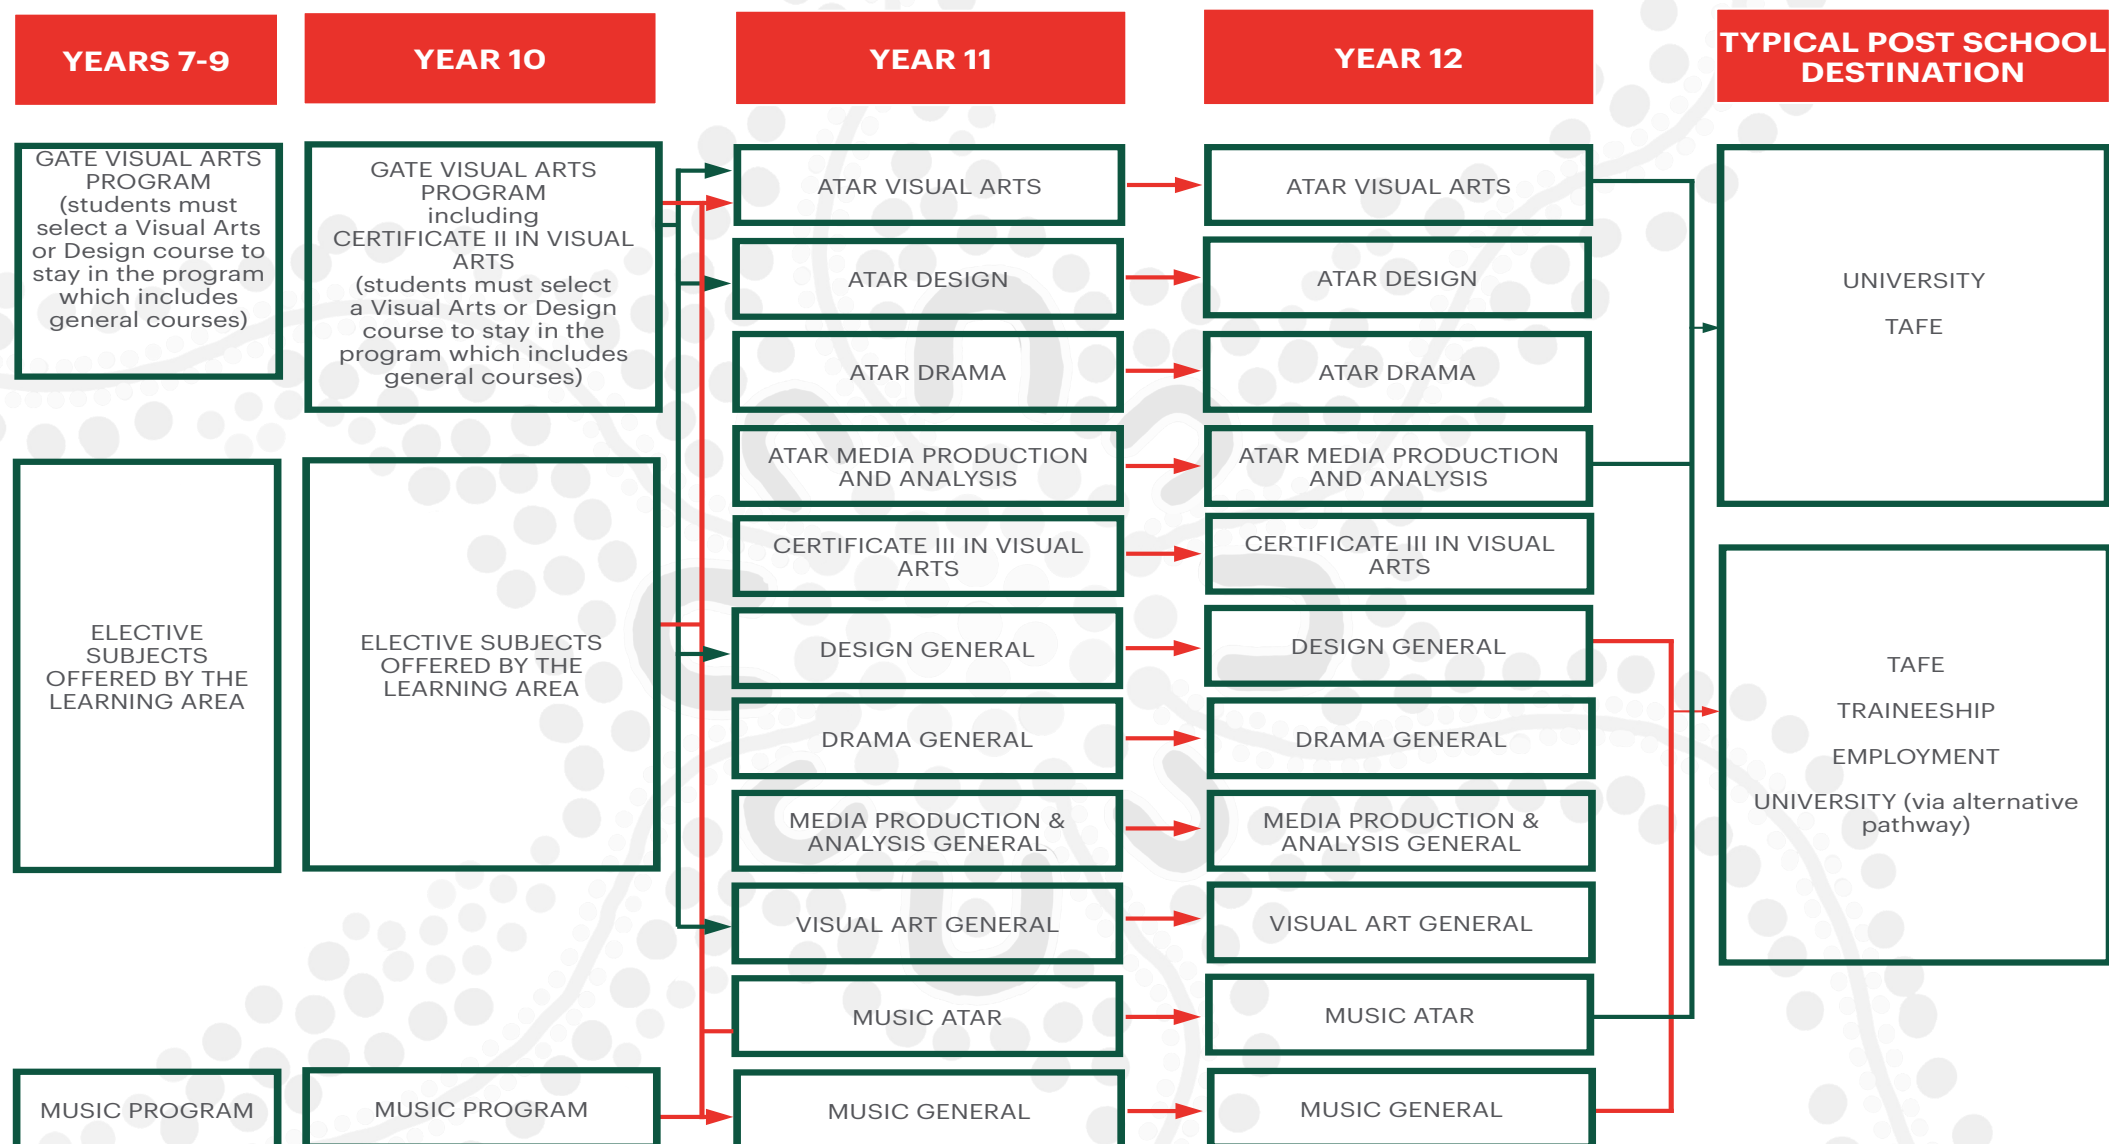 YEARS 7-9
YEAR 10
YEAR 11
YEAR 12
TYPICAL POST SCHOOL
DESTINATION
GATE VISUAL ARTS
PROGRAM
(students must
select a Visual Arts
or Design course to
stay in the program
which includes
general courses)
ELECTIVE
SUBJECTS
OFFERED BY THE
LEARNING AREA
MUSIC PROGRAM
GATE VISUAL ARTS
PROGRAM
including
CERTIFICATE II IN VISUAL
ARTS
(students must select
a Visual Arts or Design
course to stay in the
program which includes
general courses)
ELECTIVE SUBJECTS
OFFERED BY THE
LEARNING AREA
MUSIC PROGRAM
ATAR VISUAL ARTS
ATAR DESIGN
ATAR DRAMA
ATAR MEDIA PRODUCTION
AND ANALYSIS
CERTIFICATE III IN VISUAL
ARTS
DESIGN GENERAL
DRAMA GENERAL
MEDIA PRODUCTION &
ANALYSIS GENERAL
VISUAL ART GENERAL
MUSIC ATAR
MUSIC GENERAL
ATAR VISUAL ARTS
ATAR DESIGN
ATAR DRAMA
ATAR MEDIA PRODUCTION
AND ANALYSIS
CERTIFICATE III IN VISUAL
ARTS
DESIGN GENERAL
DRAMA GENERAL
MEDIA PRODUCTION &
ANALYSIS GENERAL
VISUAL ART GENERAL
MUSIC ATAR
MUSIC GENERAL
UNIVERSITY
TAFE
TAFE
TRAINEESHIP
EMPLOYMENT
UNIVERSITY (via alternative
pathway)